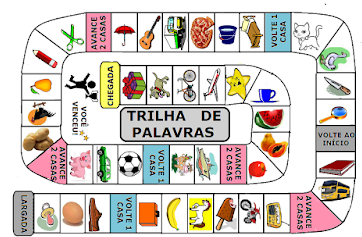 AVANCE
2 CASAS
VOLTE 1
CASA
CHEGADA
VOCÊ
VENCEU!
TRILHA DE
PALAVRAS
VOLTE AO
INÍCIO
AVANCE
2 CASAS
VOLTE 1
CASA
AVANCE
2 CASAS
LARGADA
VOLTE 1
CASA
AVANCE
2 CASAS